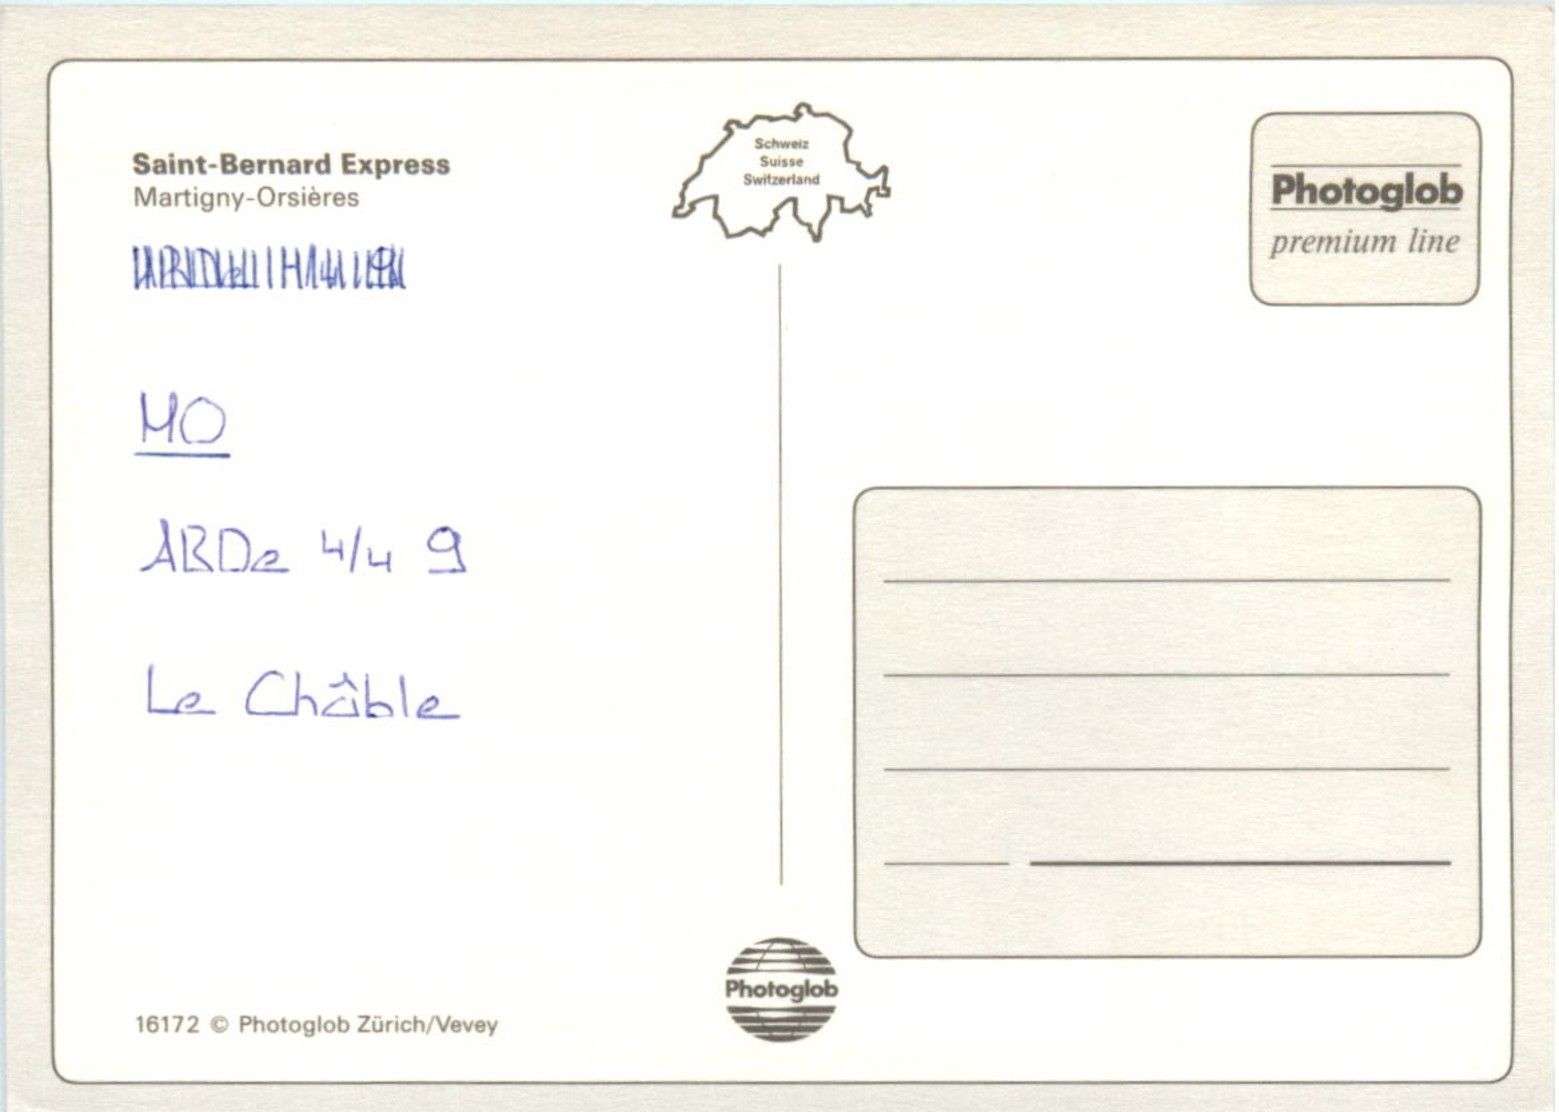 Saint-Bernard Express
Martigny-Orsières
MO
ABDe 4/4 9
Le Châble
16172 © Photoglob Zürich/Vevey
Schweiz
Suisse
Switzerland
Photoglob
Photoglob
premium line